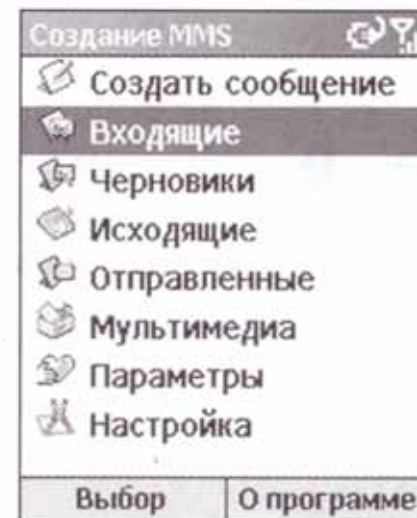 Создание MMS
Создать сообщение
Входящие
Черновики
Исходящие
Отправленные
Мультимедиа
Параметры
Настройка
Выбор О программе